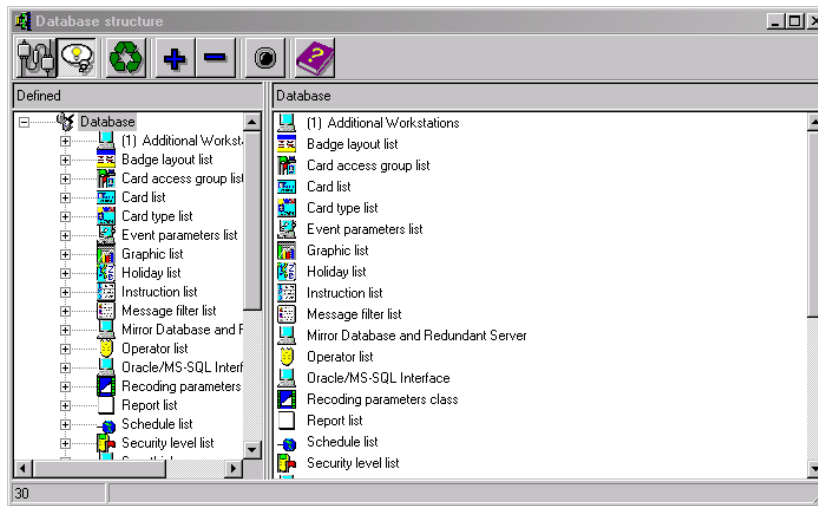 Database structure
Defined
Database
(1) Additional Workst
Badge layout list
Card access group list
Card list
Card type list
Event parameters list
Graphic list
Holiday list
Instruction list
Message filter list
Mirror Database and F
Operator list
Oracle/MS-SQL Interf
Recoding parameters
Report list
Schedule list
Security level list
Database
(1) Additional Workstations
Badge layout list
Card access group list
Card list
Card type list
Event parameters list
Graphic list
Holiday list
Instruction list
Message filter list
Mirror Database and Redundant Server
Operator list
Oracle/MS-SQL Interface
Recoding parameters class
Report list
Schedule list
Security level list
30